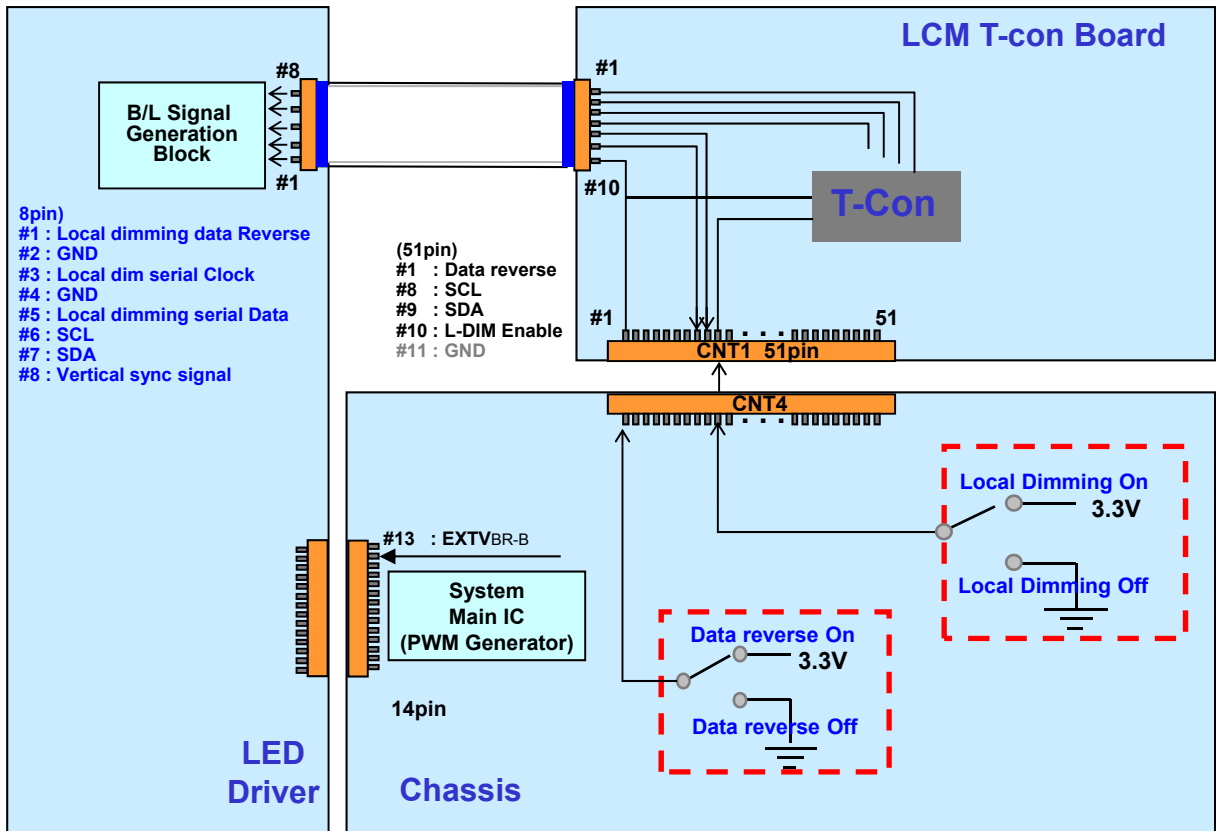 LCM T-con Board
#8
#1
B/L Signal
Generation
Block
#1
#10
T-Con
8pin)
#1 : Local dimming data Reverse
#2 : GND
#3 : Local dim serial Clock
#4 : GND
#5 : Local dimming serial Data
#6 : SCL
#7 : SDA
#8 : Vertical sync signal
(51pin)
#1 : Data reverse
#8 : SCL
#9 : SDA
#10 : L-DIM Enable
#11 : GND
#1
51
CNT1 51pin
CNT4
Local Dimming On
3.3V
Local Dimming Off
#13 : EXTVBR-B
System
Main IC
(PWM Generator)
Data reverse On
3.3V
Data reverse Off
14pin
LED
Driver
Chassis